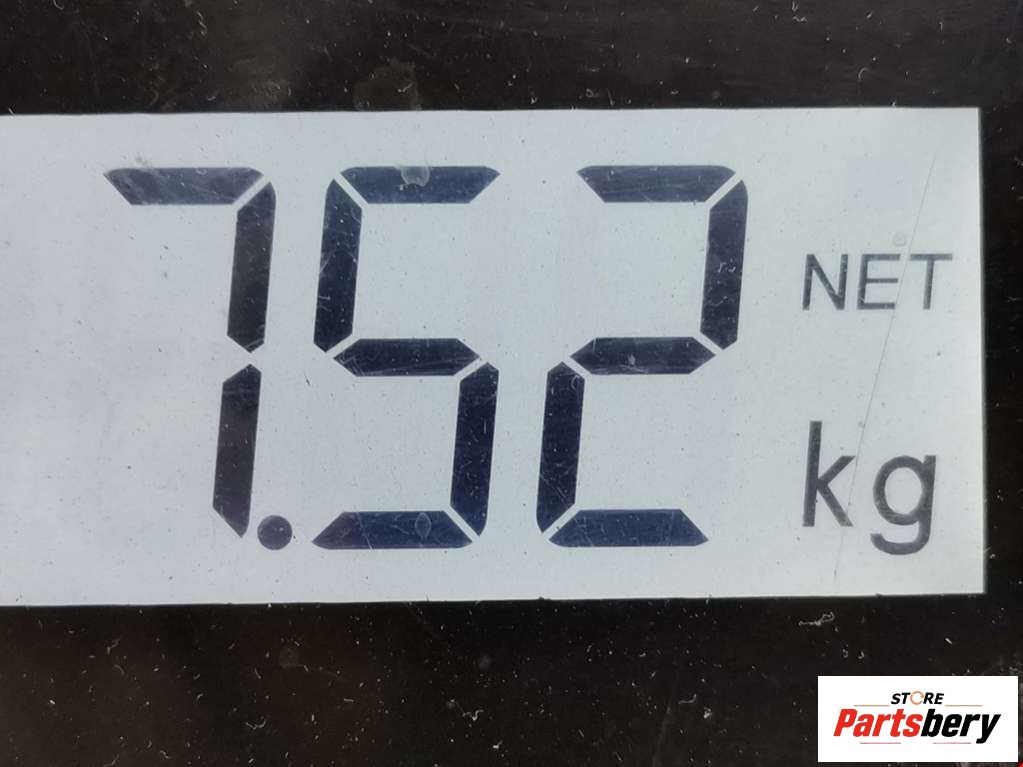 7.52
NET
kg
STORE
Partsbery